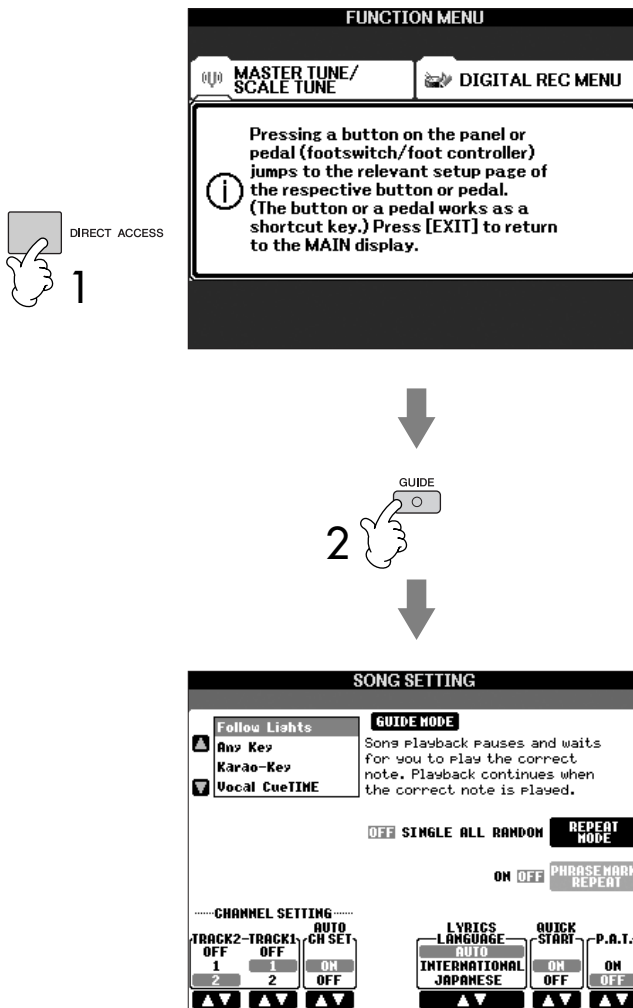 FUNCTION MENU
MASTER TUNE/
SCALE TUNE
DIGITAL REC MENU
Pressing a button on the panel or
pedal (footswitch/foot controller)
jumps to the relevant setup page of
the respective button or pedal.
(The button or a pedal works as a
shortcut key.) Press [EXIT] to return
to the MAIN display.
DIRECT ACCESS
1
GUIDE
2
SONG SETTING
Follow Lights
Any Key
Karao-Key
Vocal CueTIME
GUIDE MODE
Song playback pauses and waits
for you to play the correct
note. Playback continues when
the correct note is played.
OFF SINGLE ALL RANDOM REPEAT MODE
ON OFF PHRASE MARK REPEAT
CHANNEL SETTING
TRACK2 TRACK1 AUTO CH SET LYRICS LANGUAGE QUICK START P.A.T.
OFF OFF AUTO
1 1 ON INTERNATIONAL ON ON
2 2 OFF JAPANESE OFF OFF